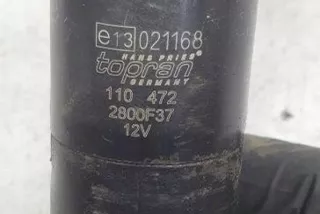 e13 021168
HANS PRIES
topran®
GERMANY
110 472
2800F37
12V